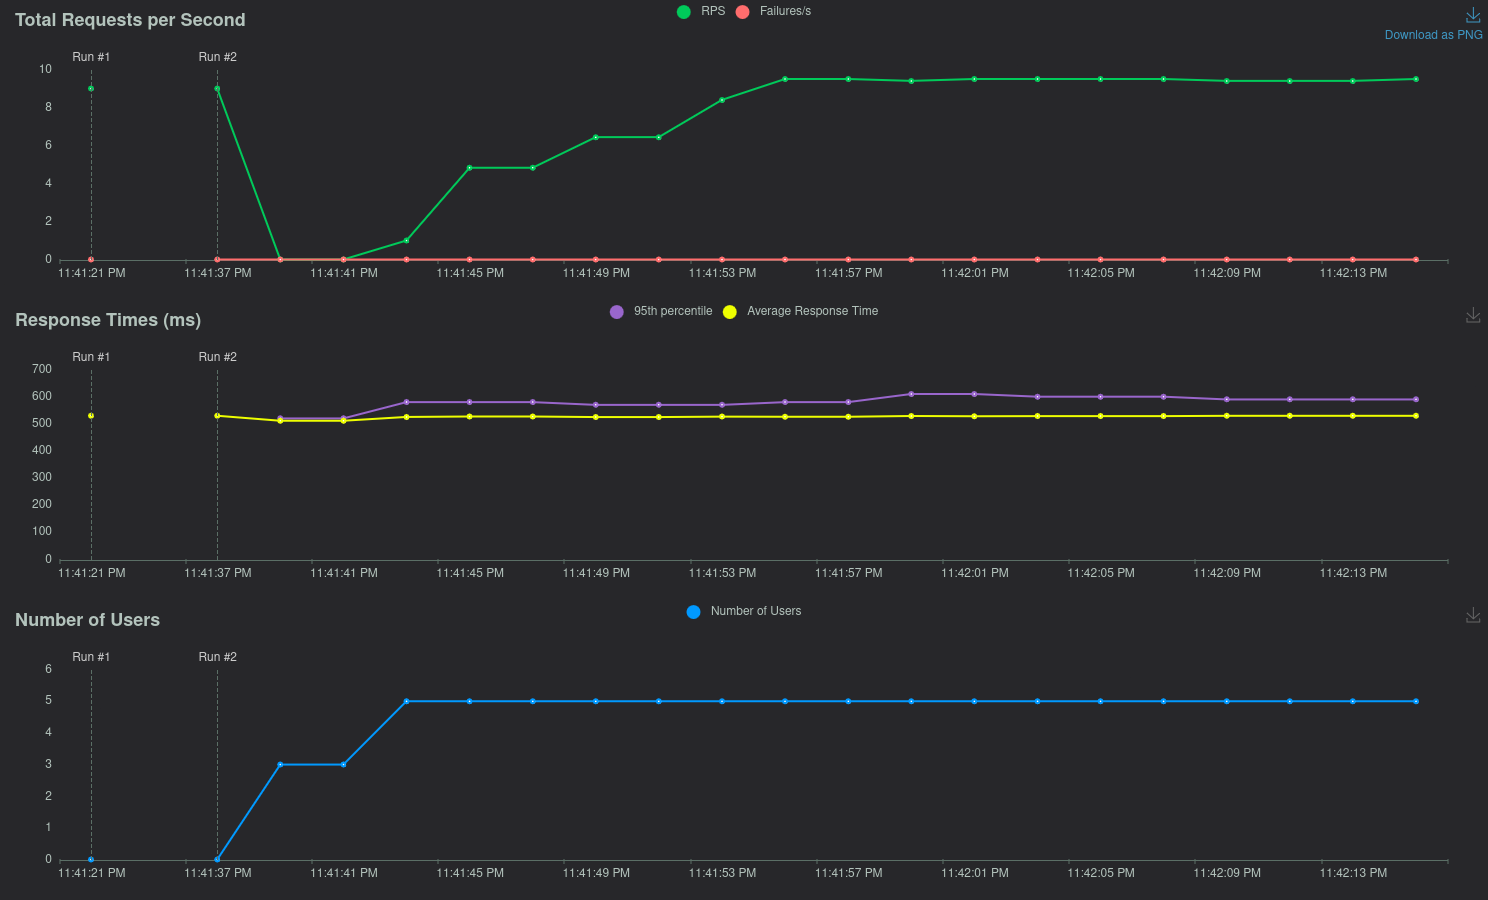 Total Requests per Second
RPS Failures/s
Download as PNG
Run #1 Run #2
10
8
6
4
2
0
11:41:21 PM 11:41:37 PM 11:41:41 PM 11:41:45 PM 11:41:49 PM 11:41:53 PM 11:41:57 PM 11:42:01 PM 11:42:05 PM 11:42:09 PM 11:42:13 PM
Response Times (ms)
95th percentile Average Response Time
Run #1 Run #2
700
600
500
400
300
200
100
0
11:41:21 PM 11:41:37 PM 11:41:41 PM 11:41:45 PM 11:41:49 PM 11:41:53 PM 11:41:57 PM 11:42:01 PM 11:42:05 PM 11:42:09 PM 11:42:13 PM
Number of Users
Number of Users
Run #1 Run #2
6
5
4
3
2
1
0
11:41:21 PM 11:41:37 PM 11:41:41 PM 11:41:45 PM 11:41:49 PM 11:41:53 PM 11:41:57 PM 11:42:01 PM 11:42:05 PM 11:42:09 PM 11:42:13 PM